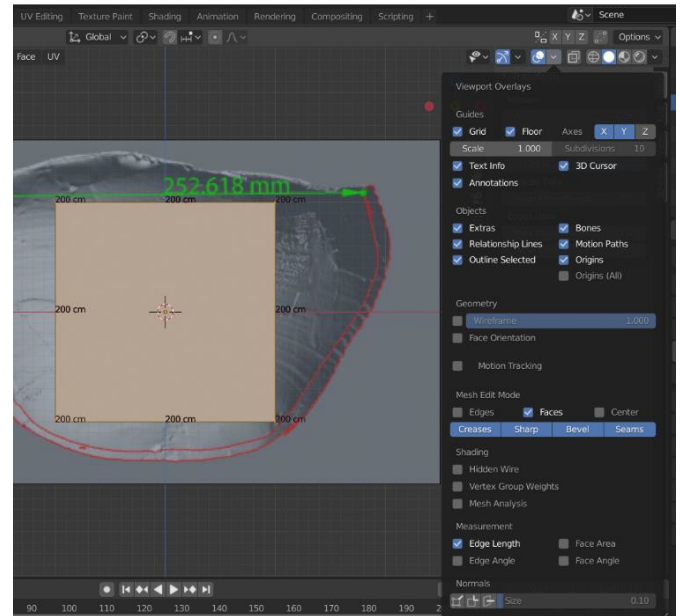 UV Editing Texture Paint Shading Animation Rendering Compositing Scripting + Scene
Global X Y Z Options
Face UV
Viewport Overlays
Guides
Grid Floor Axes X Y Z
Scale 1.000 Subdivisions 10
Text Info 3D Cursor
Annotations
252.618 mm
200 cm 200 cm 200 cm
Objects
Extras Bones
Relationship Lines Motion Paths
Outline Selected Origins
Origins (All)
200 cm 200 cm
Geometry
Wireframe 1.000
Face Orientation
Motion Tracking
Mesh Edit Mode
200 cm 200 cm 200 cm
Edges Faces Center
Creases Sharp Bevel Seams
Shading
Hidden Wire
Vertex Group Weights
Mesh Analysis
Measurement
Edge Length Face Area
Edge Angle Face Angle
Normals
Size 0.10
90 100 110 120 130 140 150 160 170 180 190